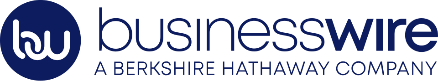 bw businesswire
A BERKSHIRE HATHAWAY COMPANY